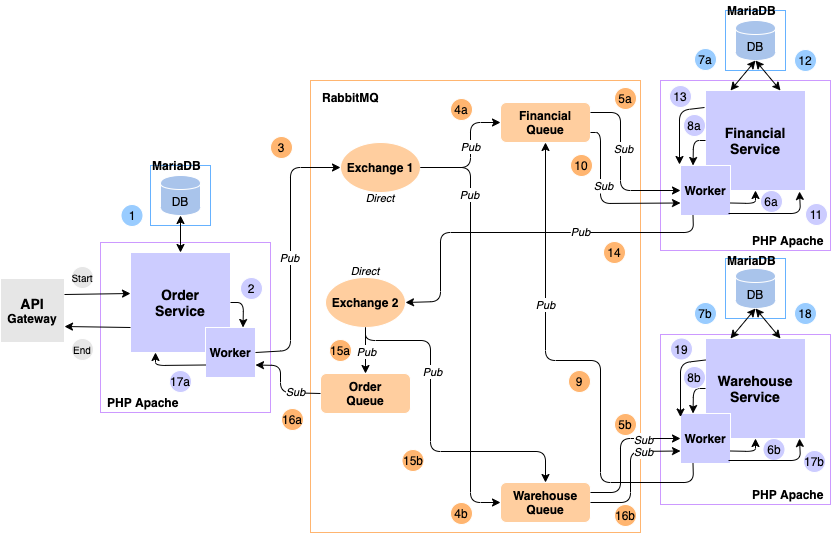 MariaDB
DB
7a
12
RabbitMQ
4a
5a
13
8a
Financial
Queue
Financial
Service
Pub
Sub
3
Exchange 1
10
Direct
Sub
Worker
6a
11
Pub
PHP Apache
MariaDB
DB
1
Pub
14
Pub
API
Gateway
Start
End
Order
Service
2
Worker
17a
PHP Apache
Direct
Exchange 2
15a
Pub
Pub
Pub
Order
Queue
Sub
16a
9
MariaDB
DB
7b
18
19
8b
Warehouse
Service
5b
Sub
Sub
Worker
6b
17b
15b
Warehouse
Queue
4b
16b
PHP Apache